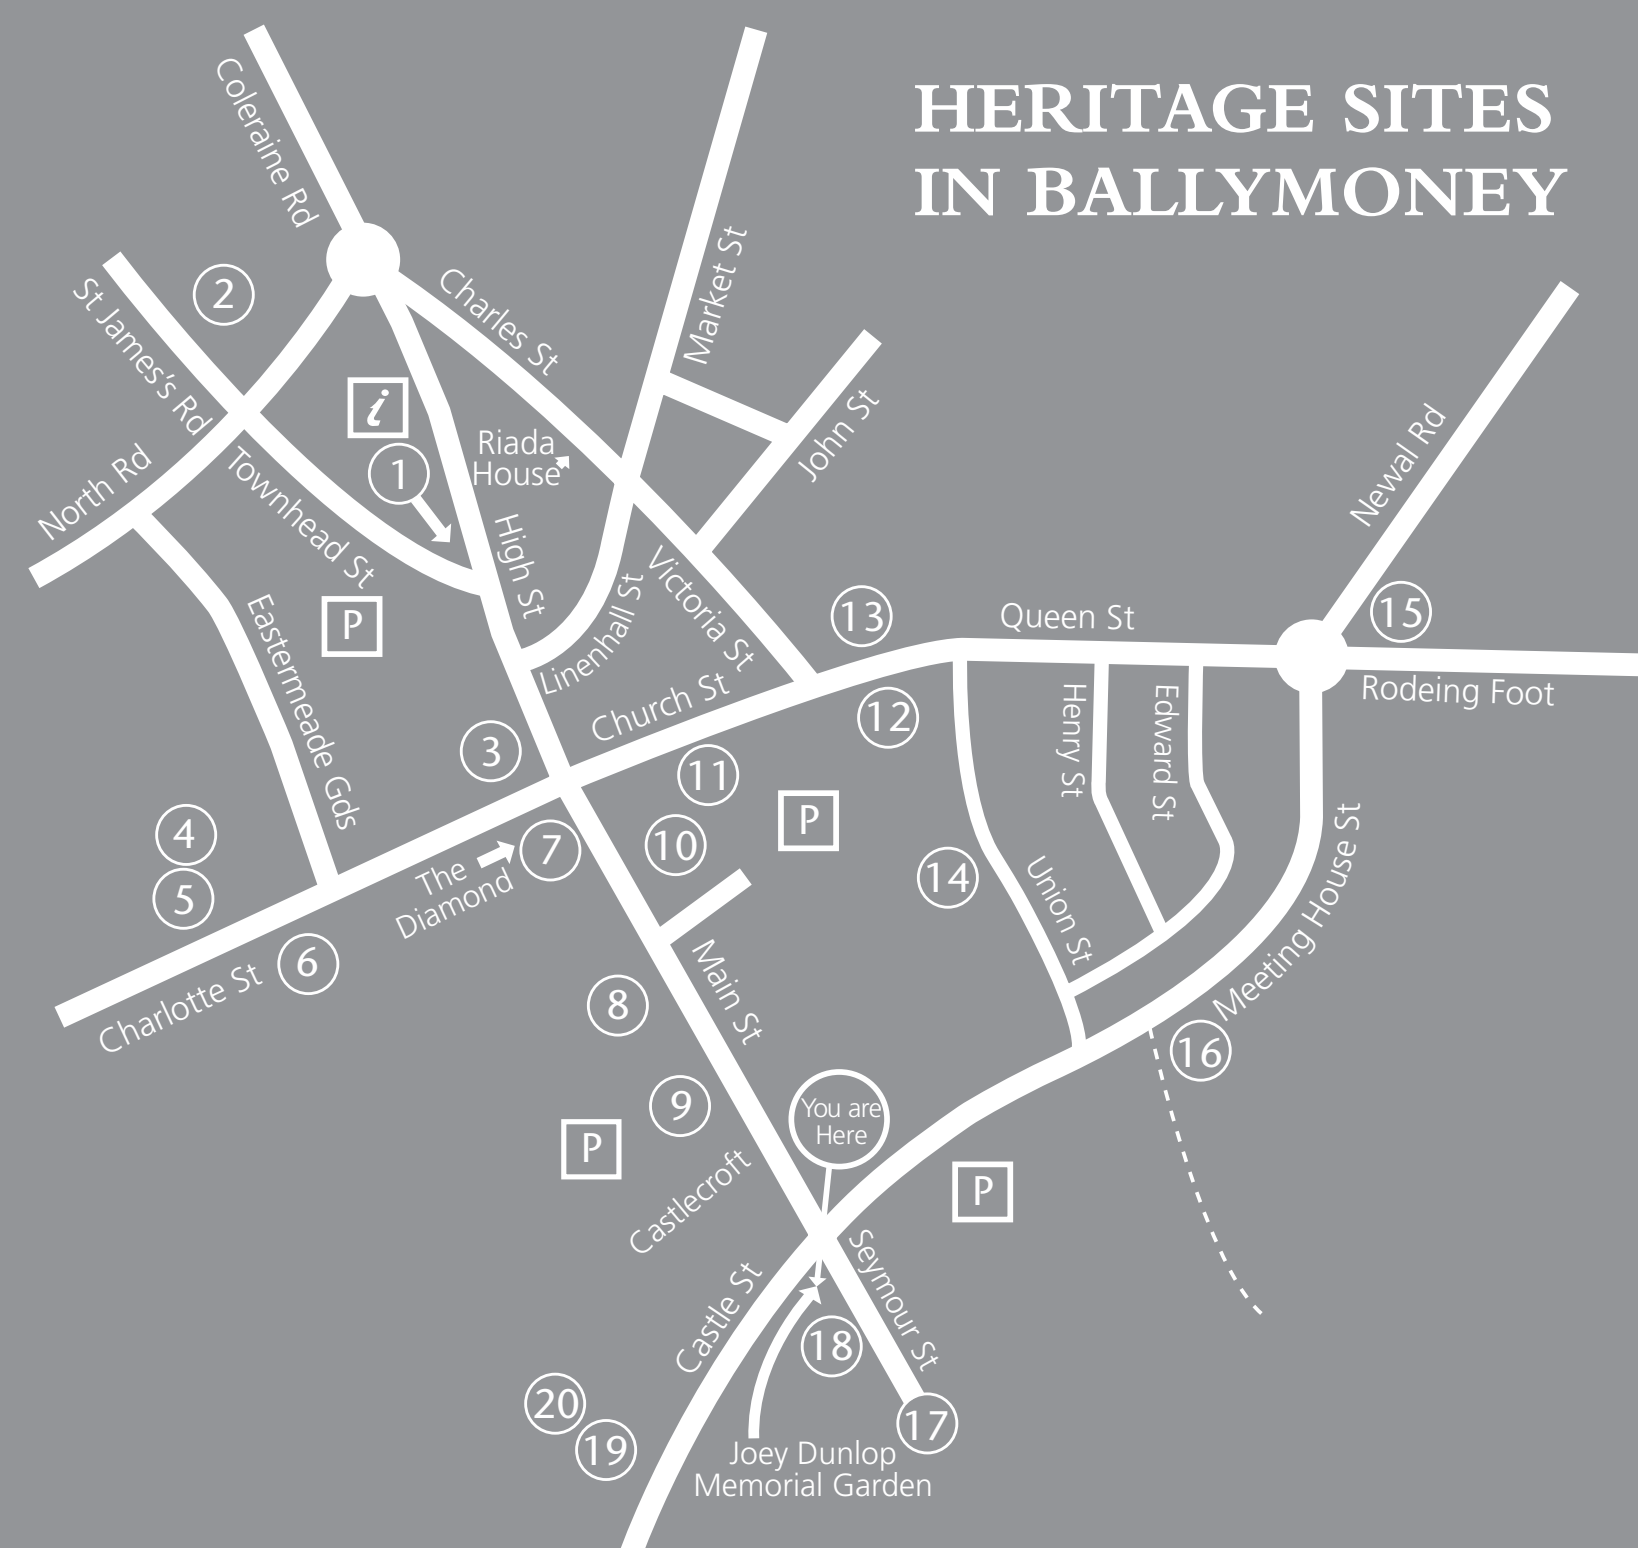 HERITAGE SITES
IN BALLYMONEY
Coleraine Rd
2
St James's Rd
Charles St
Market St
i
1
Riada
House
John St
North Rd
Townhead St
High St
Newal Rd
P
Eastermeade Gds
Linenhall St
Victoria St
13
Queen St
15
Rodeing Foot
Church St
12
3
11
Henry St
Edward St
4
5
7
10
P
The
Diamond
14
Union St
Meeting House St
6
Charlotte St
8
Main St
16
9
You are
Here
P
Castlecroft
P
Castle St
Seymour St
18
20
19
17
Joey Dunlop
Memorial Garden